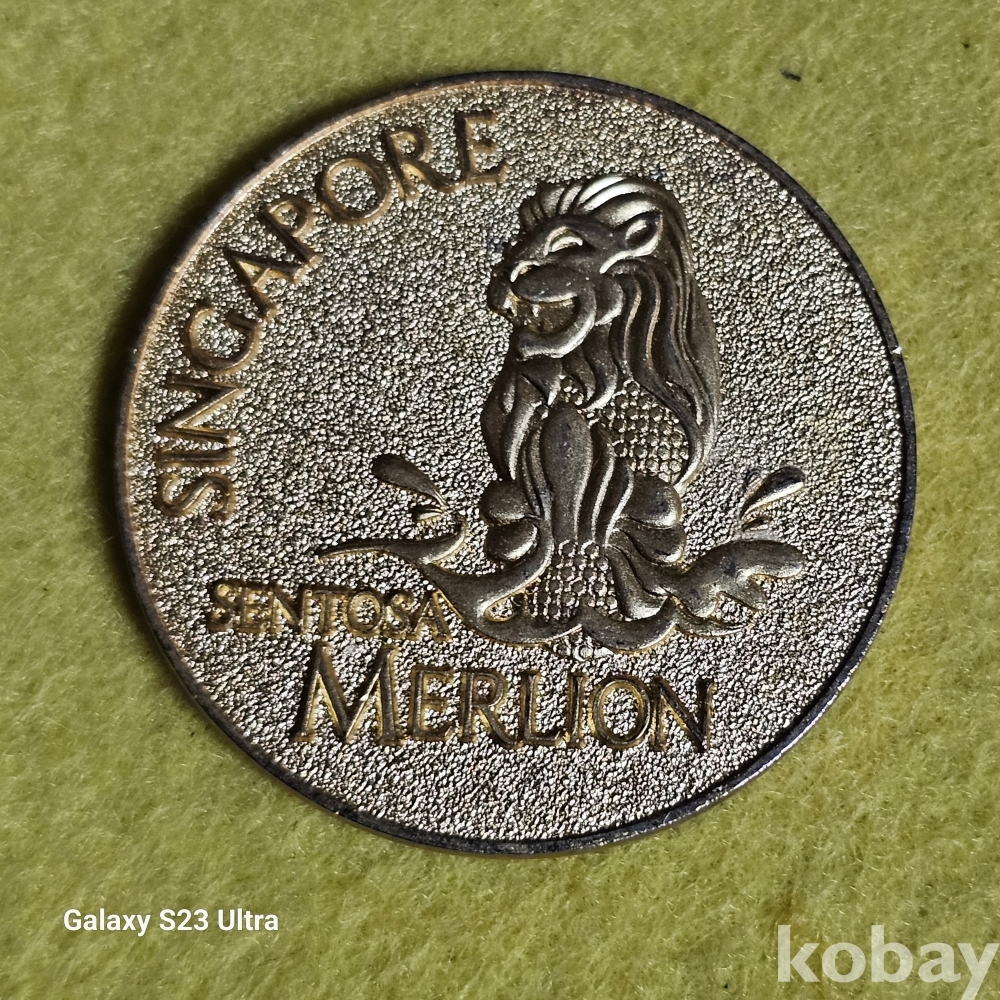 SINGAPORE
SENTOSA
MERLION
Galaxy S23 Ultra
kobay